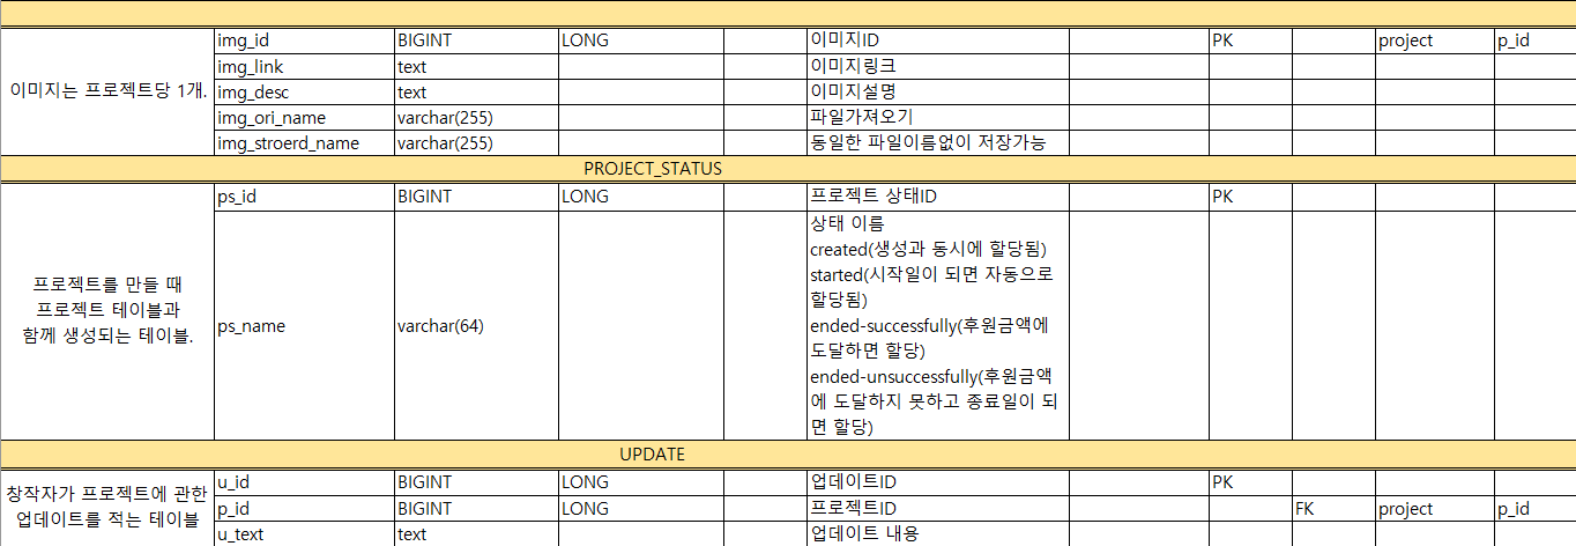 img_id BIGINT LONG 이미지ID PK project p_id
img_link text 이미지링크
이미지는 프로젝트당 1개. img_desc text 이미지설명
img_ori_name varchar(255) 파일가져오기
img_stroerd_name varchar(255) 동일한 파일이름없이 저장가능
PROJECT_STATUS
ps_id BIGINT LONG 프로젝트 상태ID PK
프로젝트를 만들 때
프로젝트 테이블과
함께 생성되는 테이블.
ps_name varchar(64)
상태 이름
created(생성과 동시에 할당됨)
started(시작일이 되면 자동으로
할당됨)
ended-successfully(후원금액에
도달하면 할당)
ended-unsuccessfully(후원금액
에 도달하지 못하고 종료일이 되
면 할당)
UPDATE
창작자가 프로젝트에 관한
업데이트를 적는 테이블
u_id BIGINT LONG 업데이트ID PK
p_id BIGINT LONG 프로젝트ID FK project p_id
u_text text 업데이트 내용